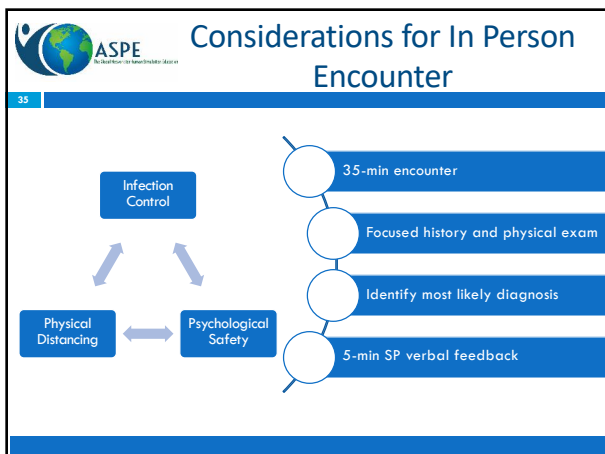 ASPE
Considerations for In Person
Encounter
35
Infection
Control
Physical
Distancing
Psychological
Safety
35-min encounter
Focused history and physical exam
Identify most likely diagnosis
5-min SP verbal feedback